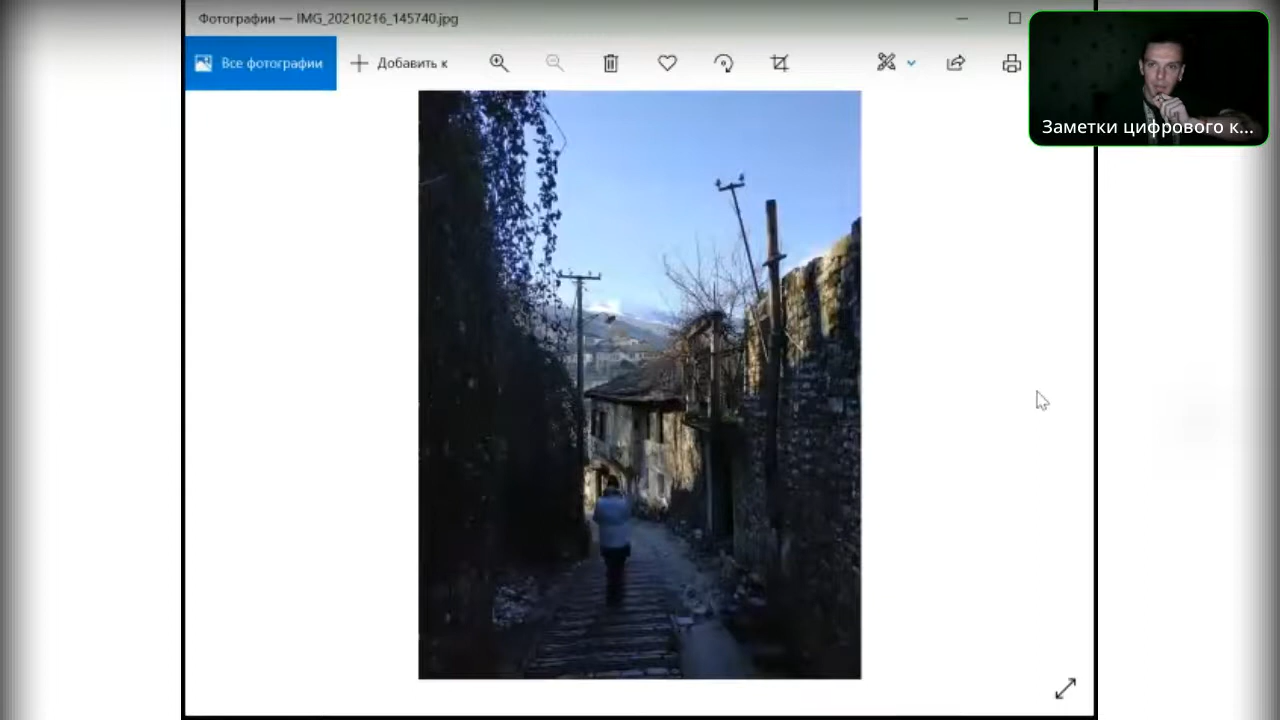 Фотографии — IMG_20210216_145740.jpg
Все фотографии
Добавить к
Заметки цифрового к...